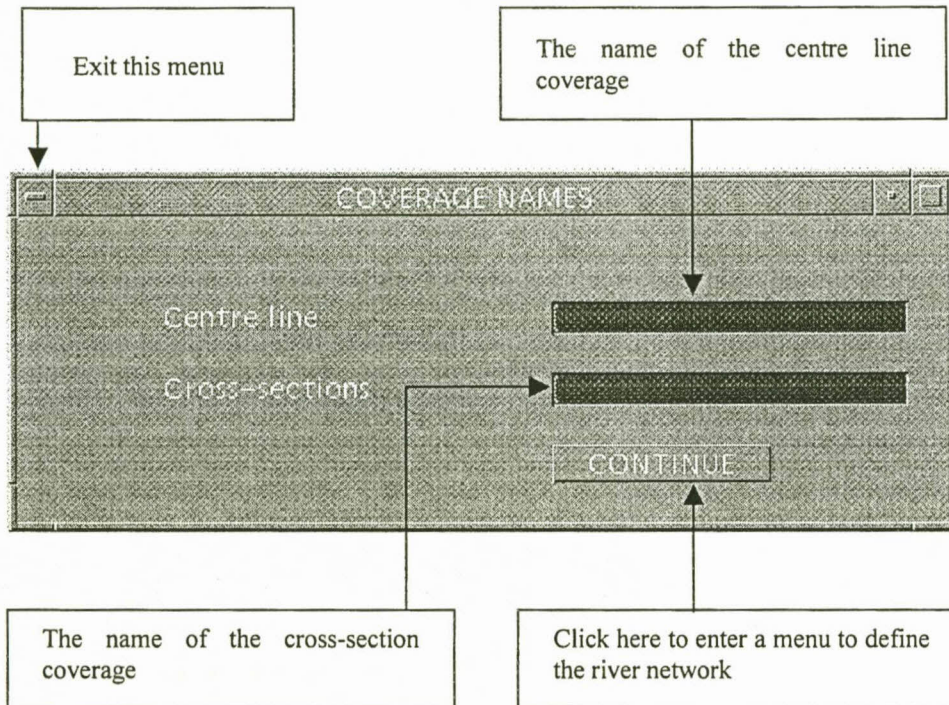 Exit this menu
The name of the centre line
coverage
COVERAGE NAMES
Centre line
Cross-sections
CONTINUE
The name of the cross-section
coverage
Click here to enter a menu to define
the river network